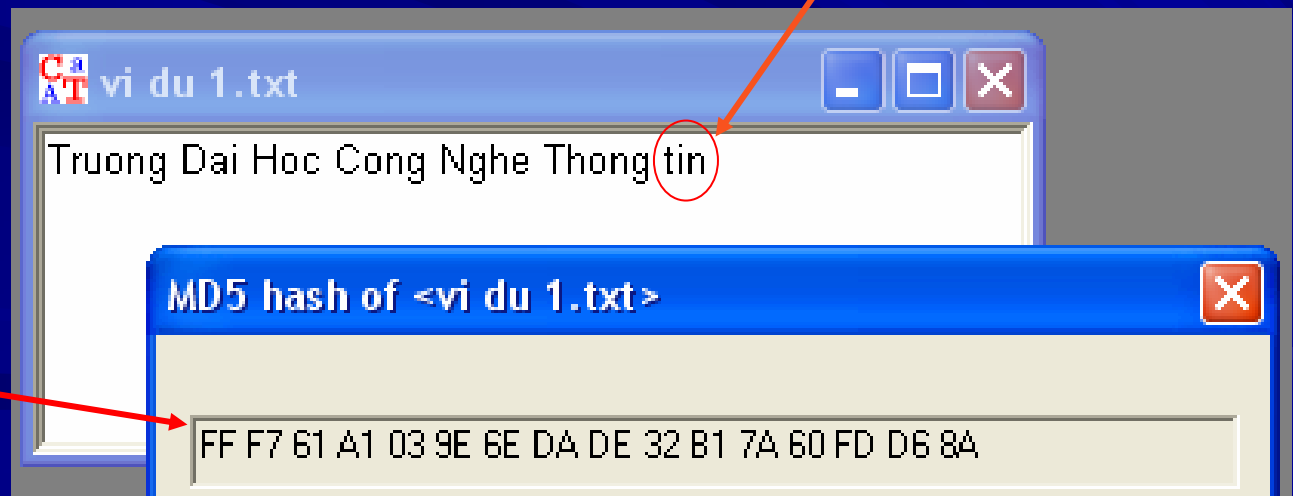 vi du 1.txt
Truong Dai Hoc Cong Nghe Thong tin
MD5 hash of <vi du 1.txt>
FF F7 61 A1 03 9E 6E DA DE 32 B1 7A 60 FD D6 8A